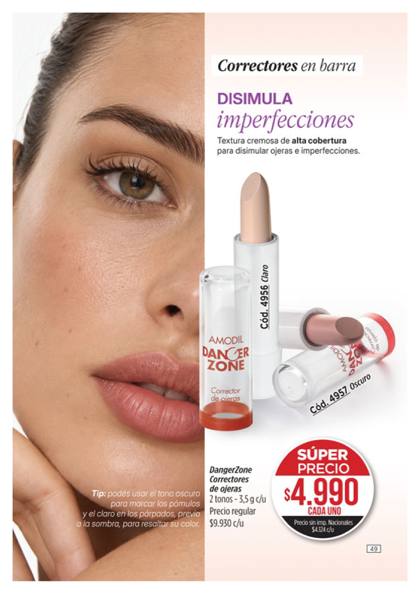 Correctores en barra
DISIMULA
imperfecciones
Textura cremosa de alta cobertura
para disimular ojeras e imperfecciones.
Cód. 4956 Claro
AMODIL
DANGER
ZONE
Corrector
de ojeras
Cód. 4957 Oscuro
AMODIL
Tip: podés usar el tono oscuro
para marcar los pómulos
y el claro en los párpados, previo
a la sombra, para resaltar su color.
DangerZone
Correctores
de ojeras
2 tonos - 3,5 g c/u
Precio regular
$9.930 c/u
SÚPER
PRECIO
$4.990
CADA UNO
Precio sin imp. Nacionales
$4.124 c/u
49